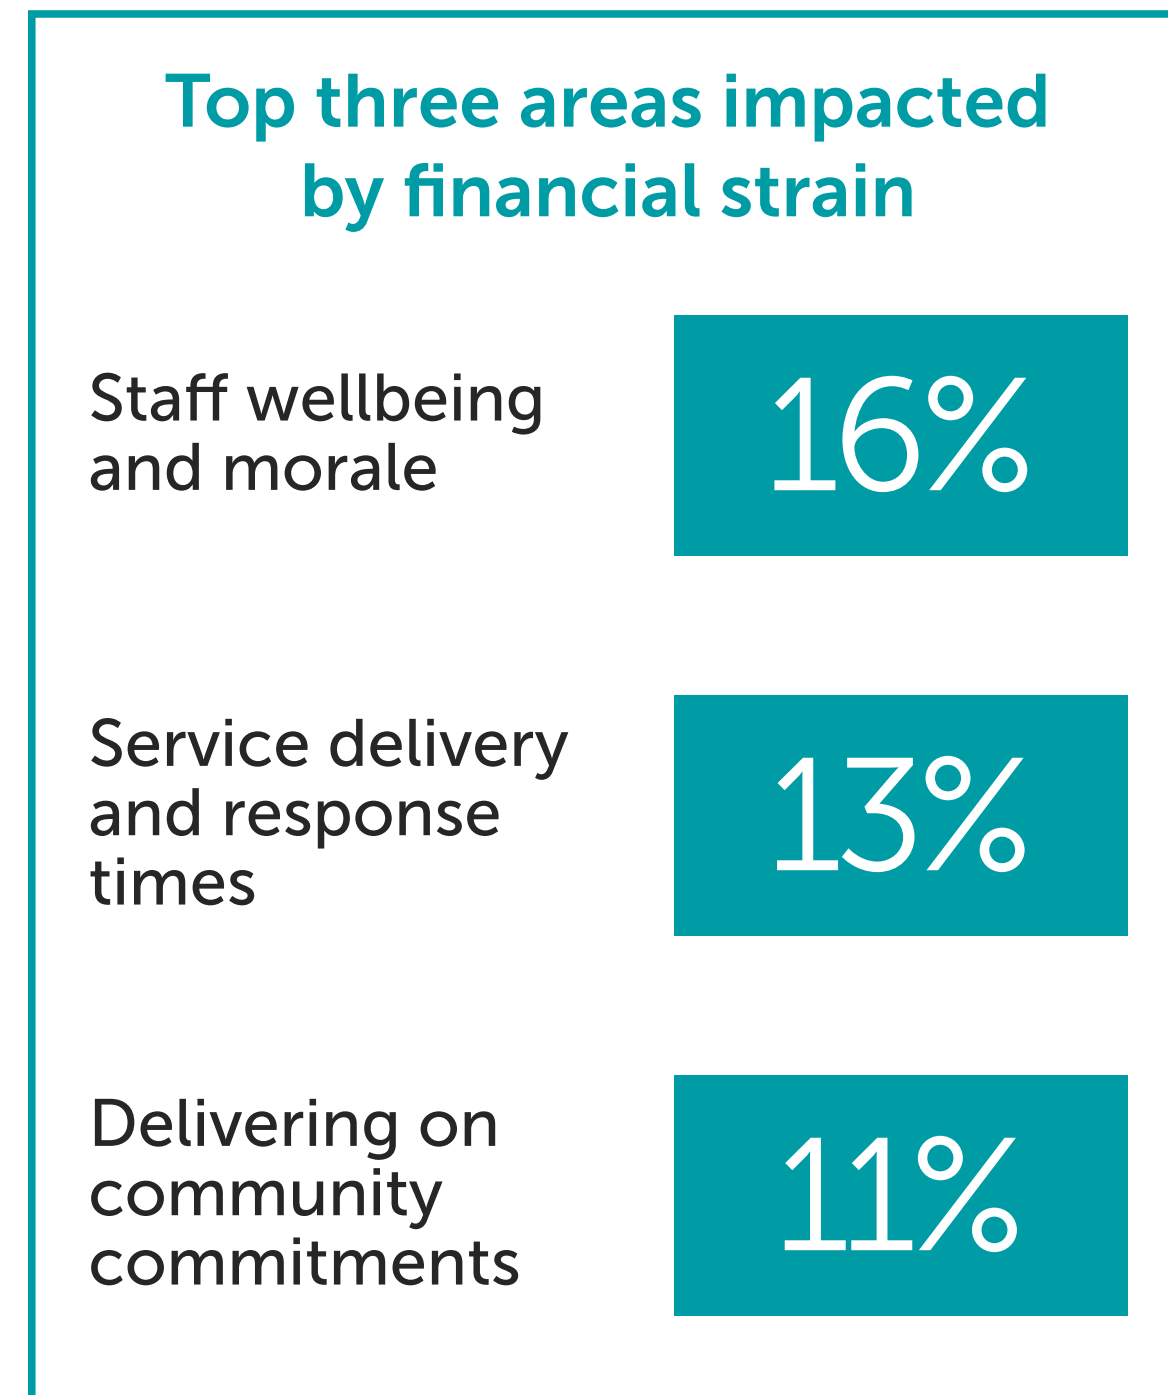 Top three areas impacted
by financial strain
Staff wellbeing
and morale
16%
Service delivery
and response
times
13%
Delivering on
community
commitments
11%